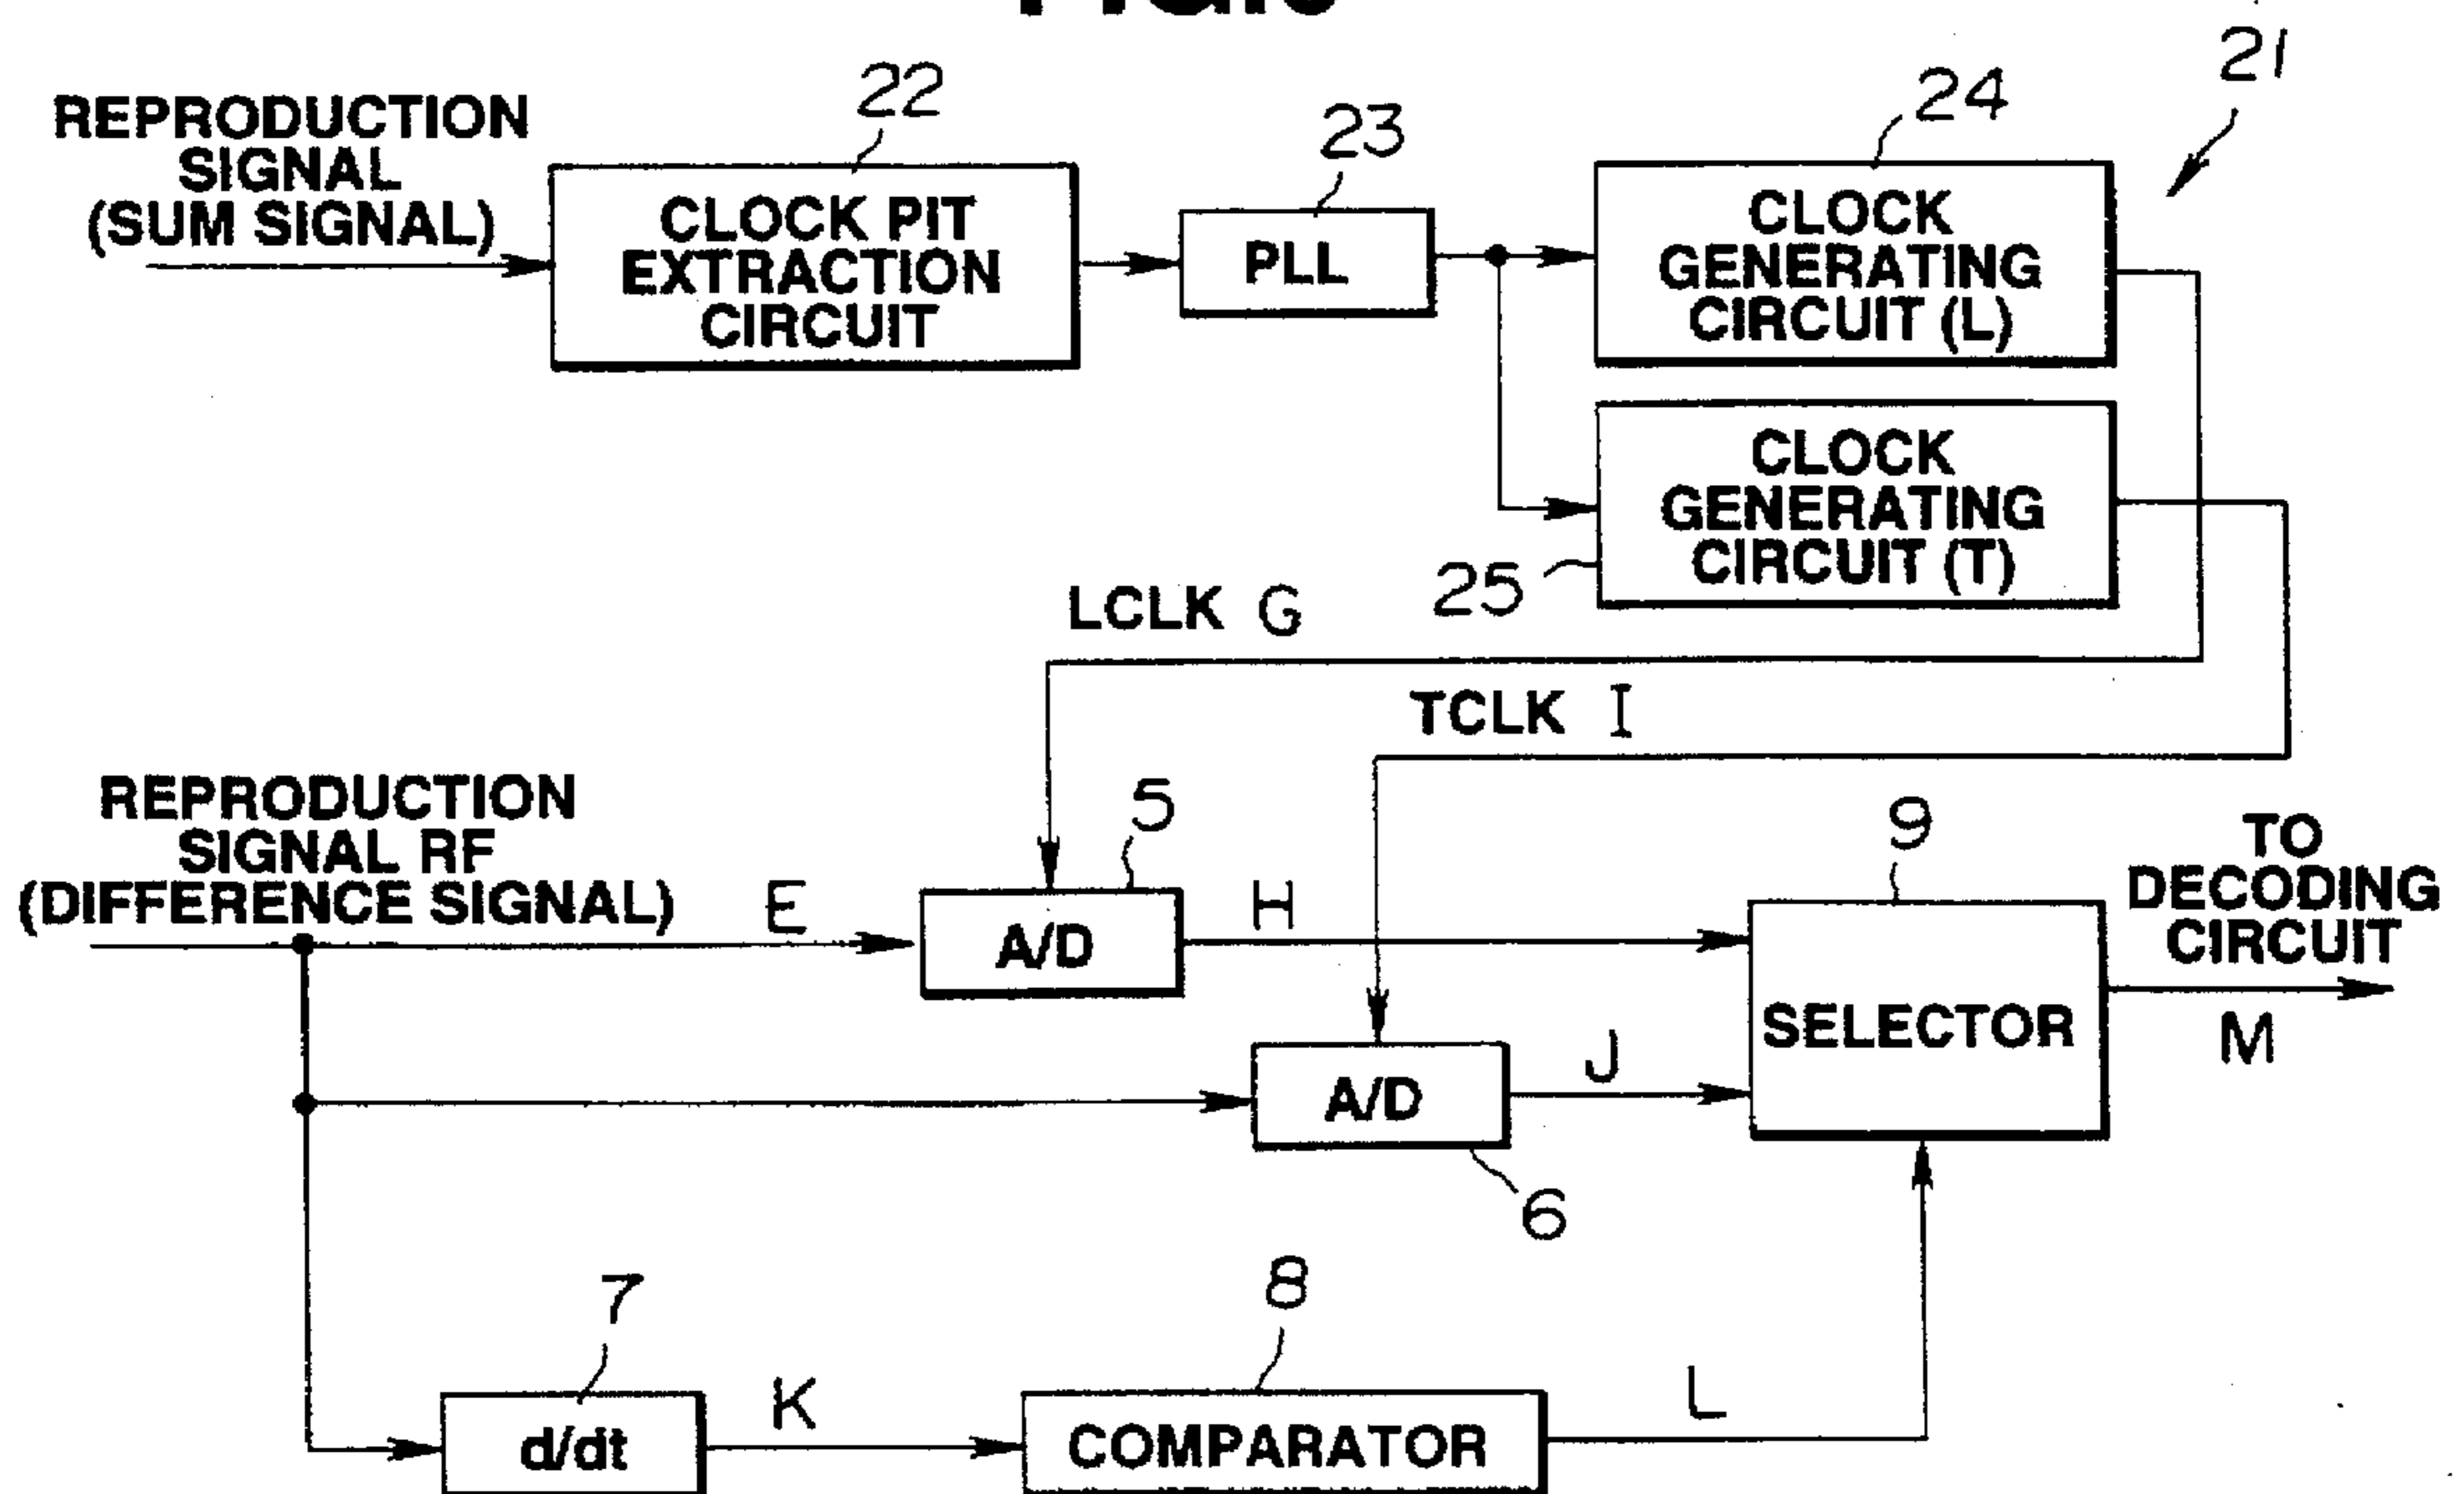 21
22
23
24
REPRODUCTION
SIGNAL
(SUM SIGNAL)
CLOCK PIT
EXTRACTION
CIRCUIT
PLL
CLOCK
GENERATING
CIRCUIT (L)
CLOCK
GENERATING
CIRCUIT (T)
25
LCLK G
TCLK I
REPRODUCTION
SIGNAL RF
(DIFFERENCE SIGNAL)
E
5
A/D
H
9
SELECTOR
TO
DECODING
CIRCUIT
M
A/D
J
6
7
d/dt
K
8
COMPARATOR
L